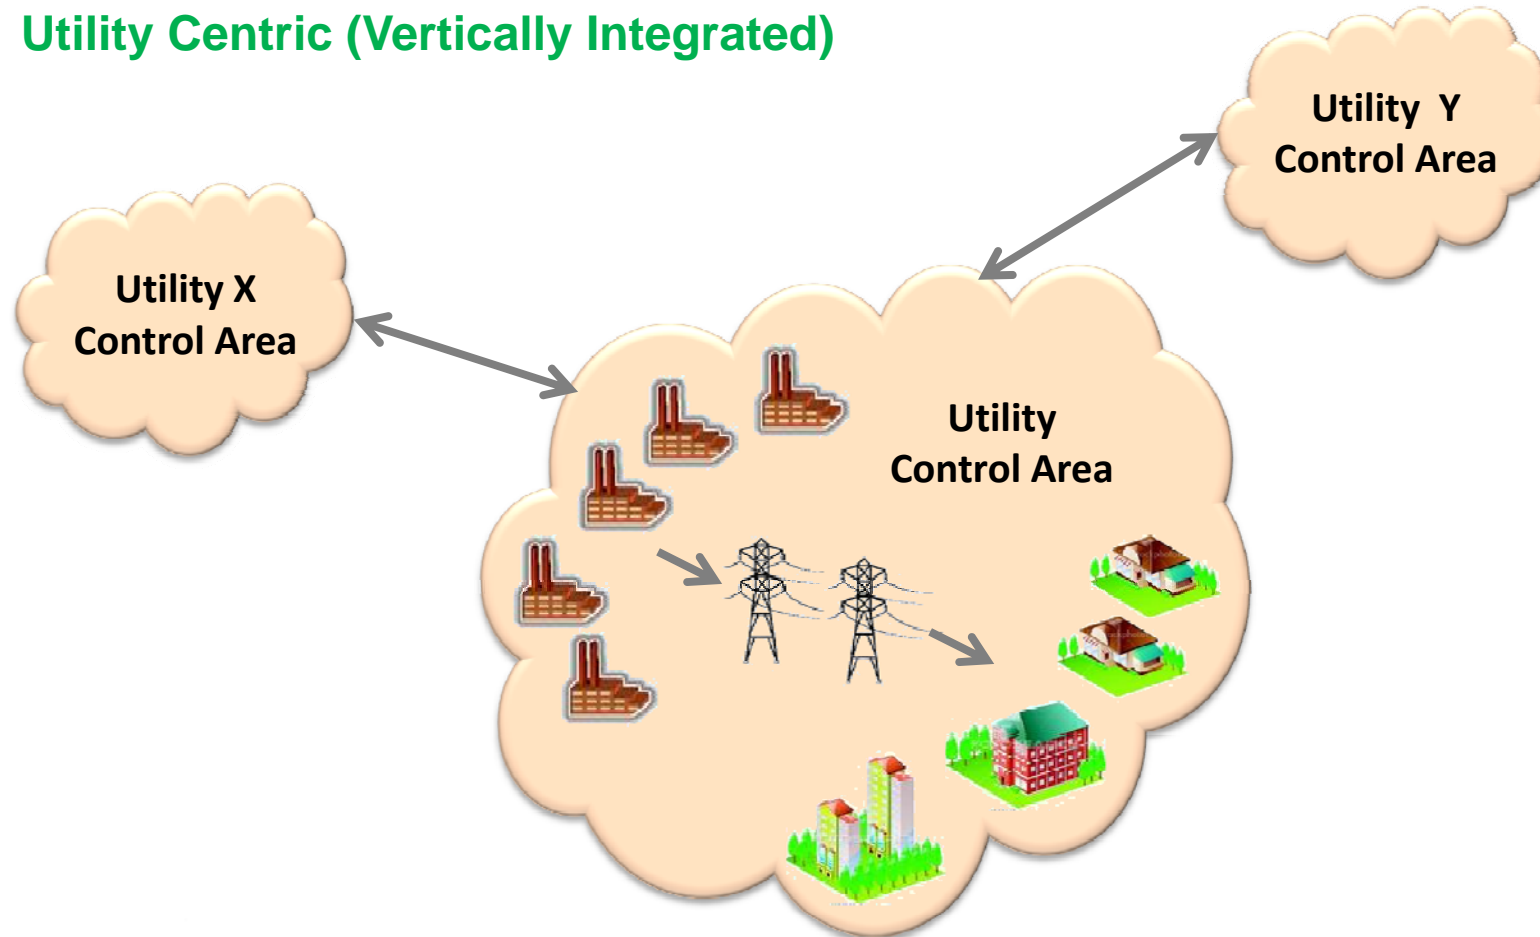 Utility Centric (Vertically Integrated)
Utility Y
Control Area
Utility X
Control Area
Utility
Control Area